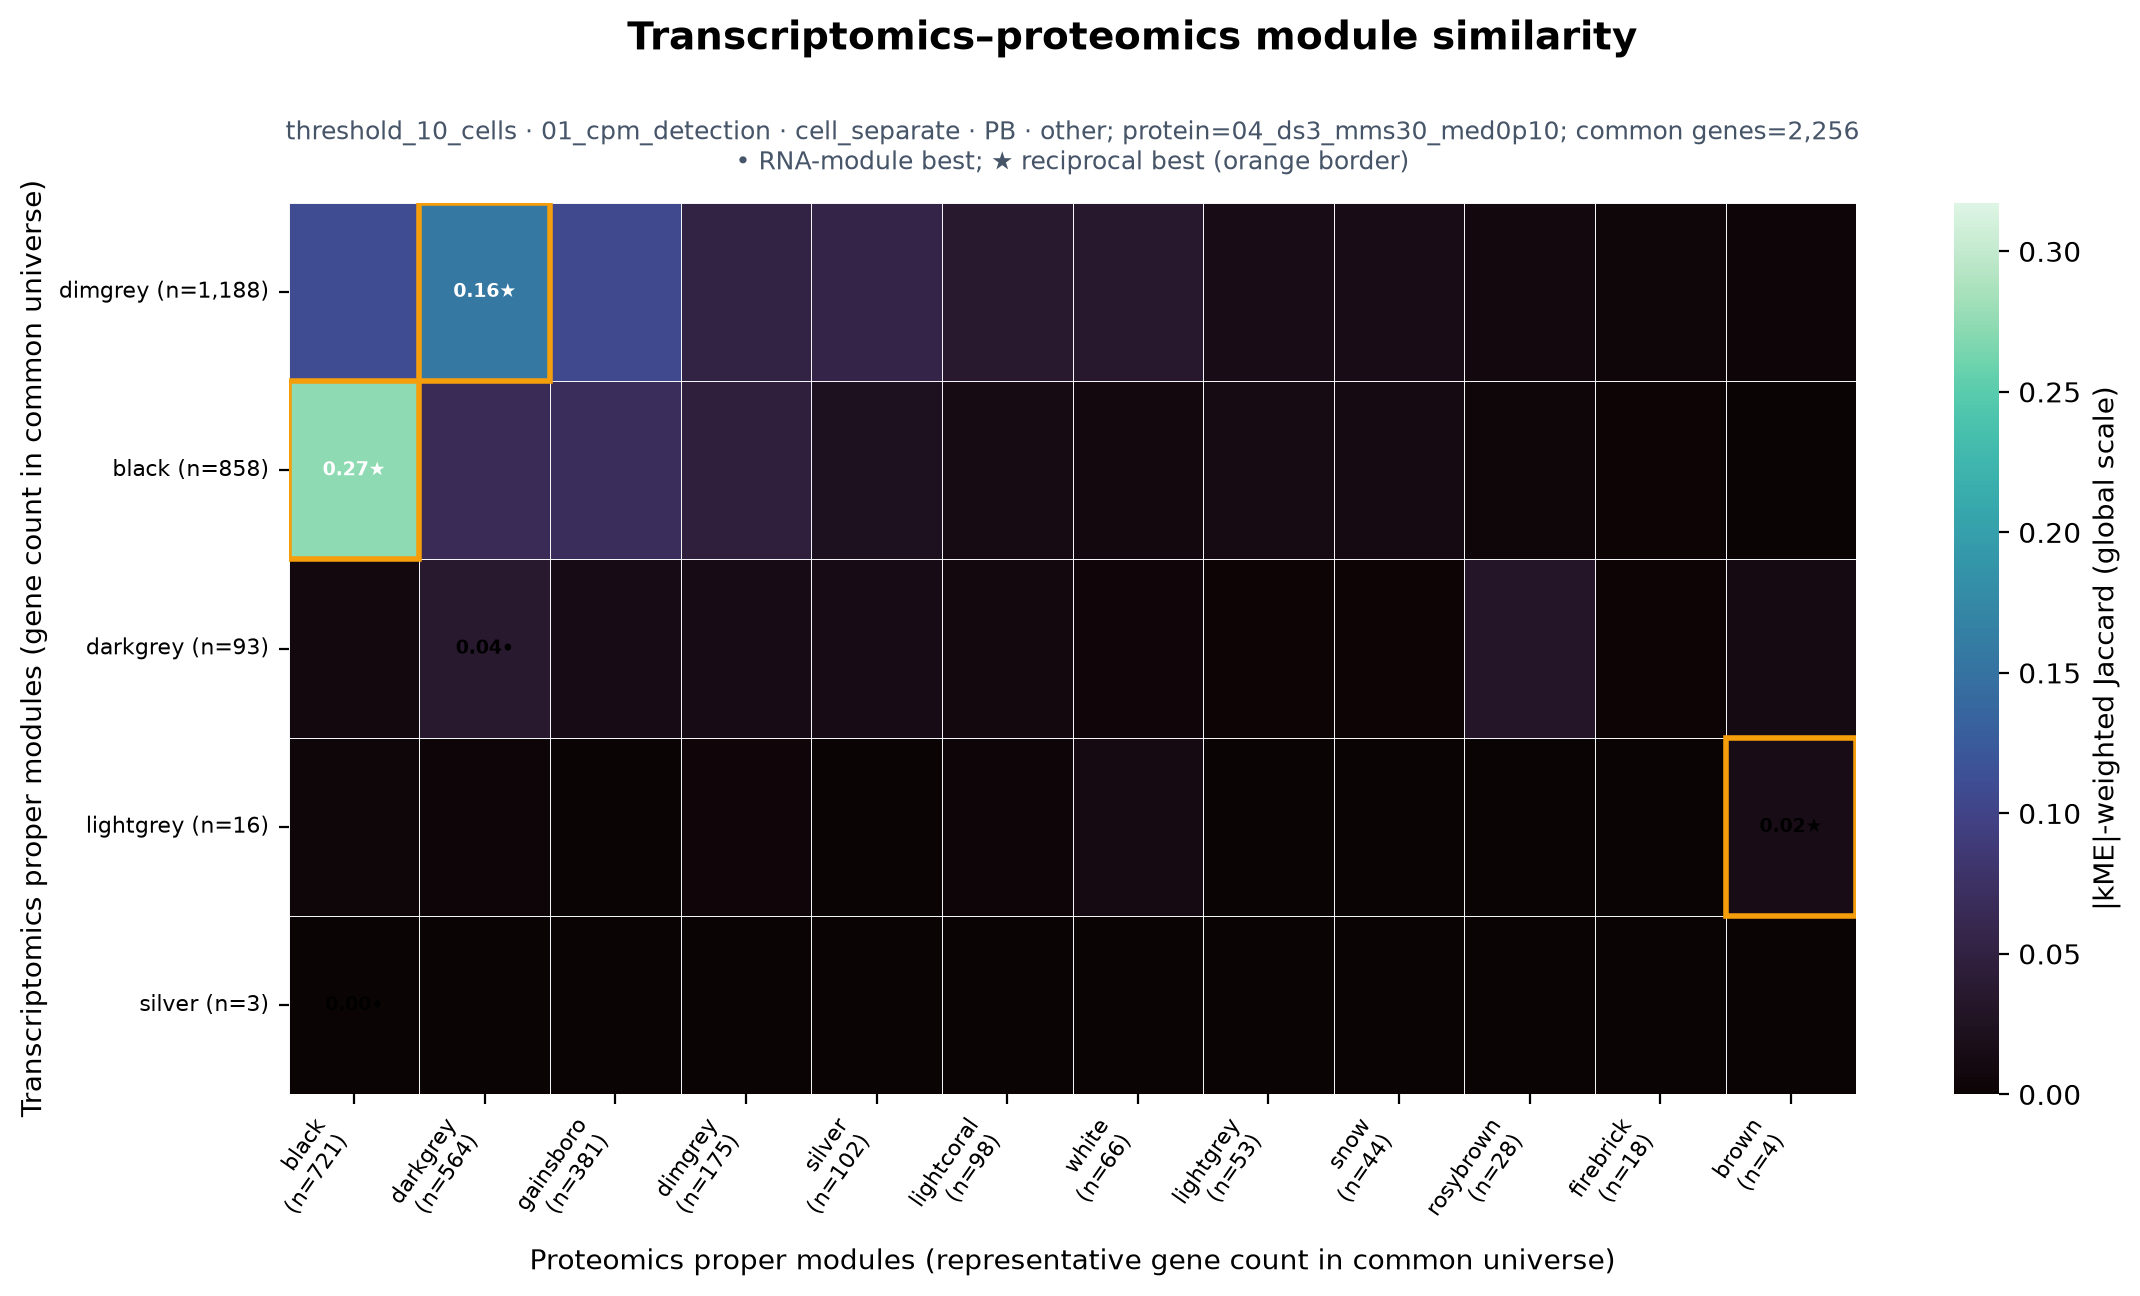 Transcriptomics–proteomics module similarity
threshold_10_cells · 01_cpm_detection · cell_separate · PB · other; protein=04_ds3_mms30_med0p10; common genes=2,256
• RNA-module best; ★ reciprocal best (orange border)
Transcriptomics proper modules (gene count in common universe)
dimgrey (n=1,188)
black (n=858)
darkgrey (n=93)
lightgrey (n=16)
silver (n=3)
0.16★
0.27★
0.04•
0.02★
0.00•
black
(n=721)
darkgrey
(n=564)
gainsboro
(n=381)
dimgrey
(n=175)
silver
(n=102)
lightcoral
(n=98)
white
(n=66)
lightgrey
(n=53)
snow
(n=44)
rosybrown
(n=28)
firebrick
(n=18)
brown
(n=4)
Proteomics proper modules (representative gene count in common universe)
0.30
0.25
0.20
0.15
0.10
0.05
0.00
|kME|-weighted Jaccard (global scale)